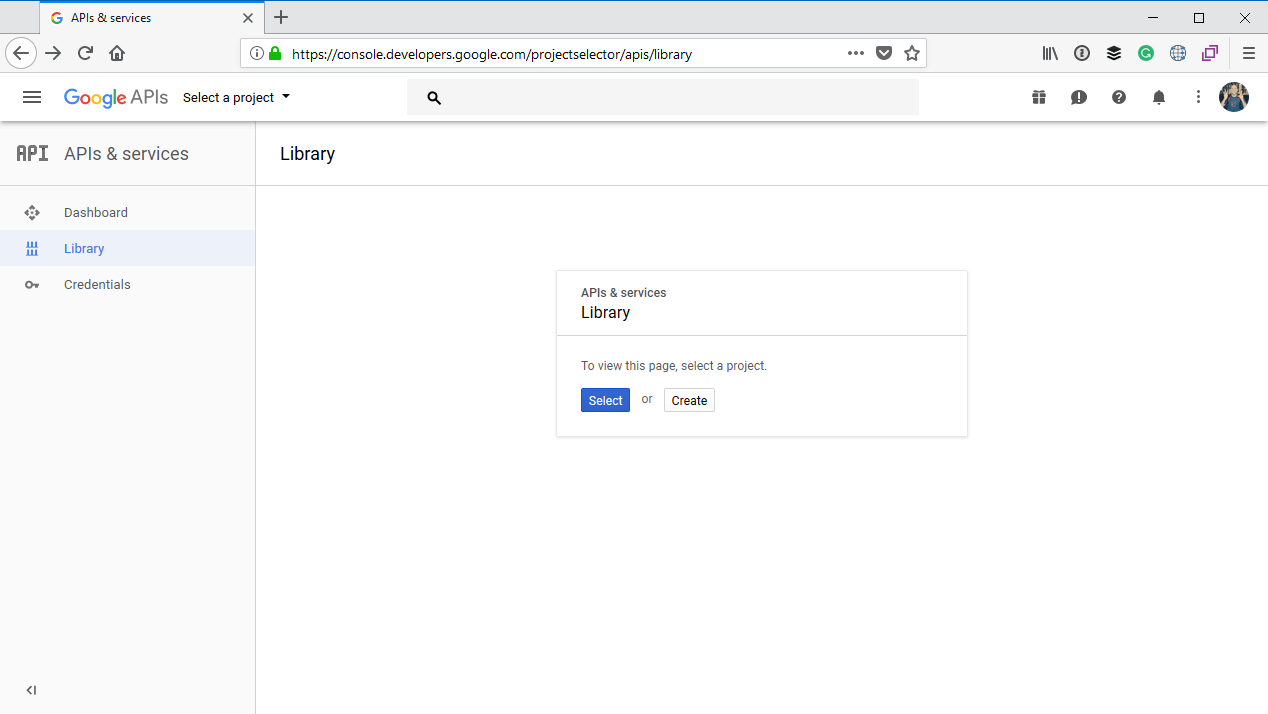 APIs & services
https://console.developers.google.com/projectselector/apis/library
Google APIs Select a project
API APIs & services
Library
Dashboard
Library
Credentials
APIs & services
Library
To view this page, select a project.
Select or Create